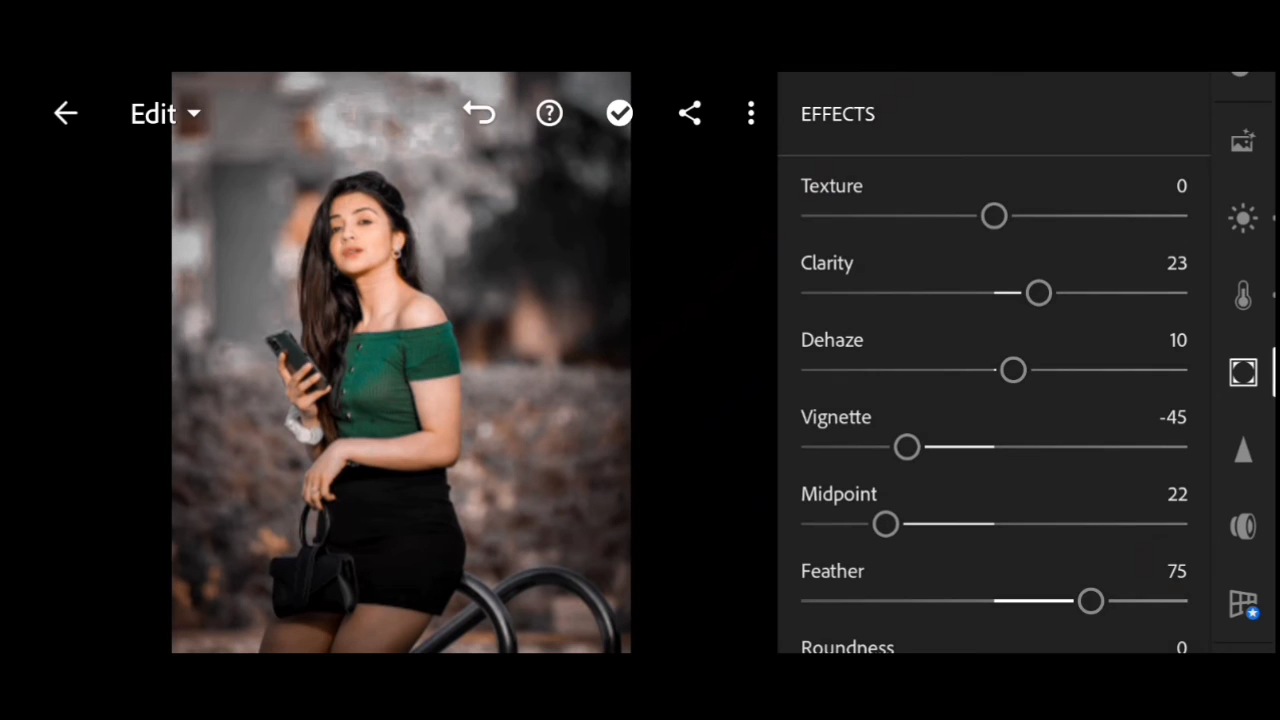 Edit
EFFECTS
Texture 0
Clarity 23
Dehaze 10
Vignette -45
Midpoint 22
Feather 75
Roundness 0